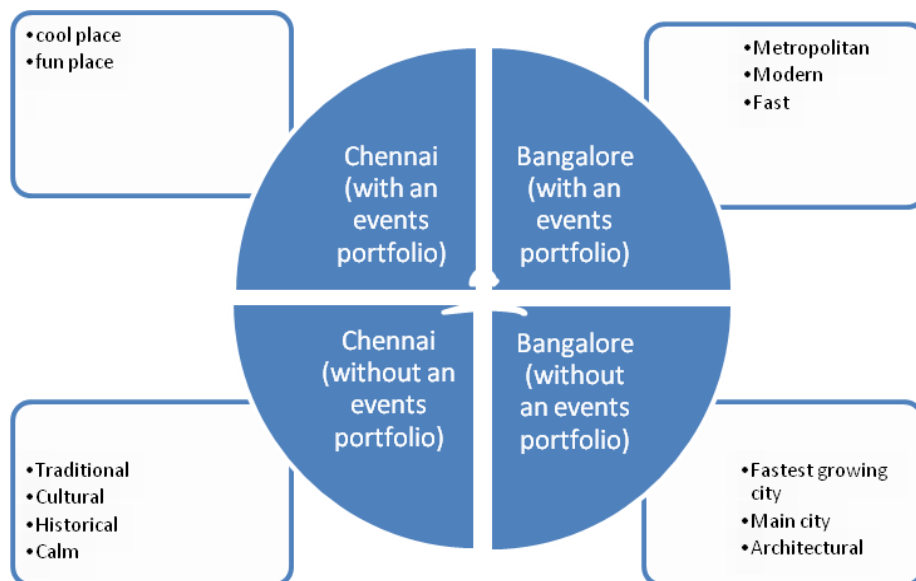 •cool place
•fun place
•Metropolitan
•Modern
•Fast
Chennai
(with an
events
portfolio)
Bangalore
(with an
events
portfolio)
Chennai
(without an
events
portfolio)
Bangalore
(without
an events
portfolio)
•Traditional
•Cultural
•Historical
•Calm
•Fastest growing
city
•Main city
•Architectural